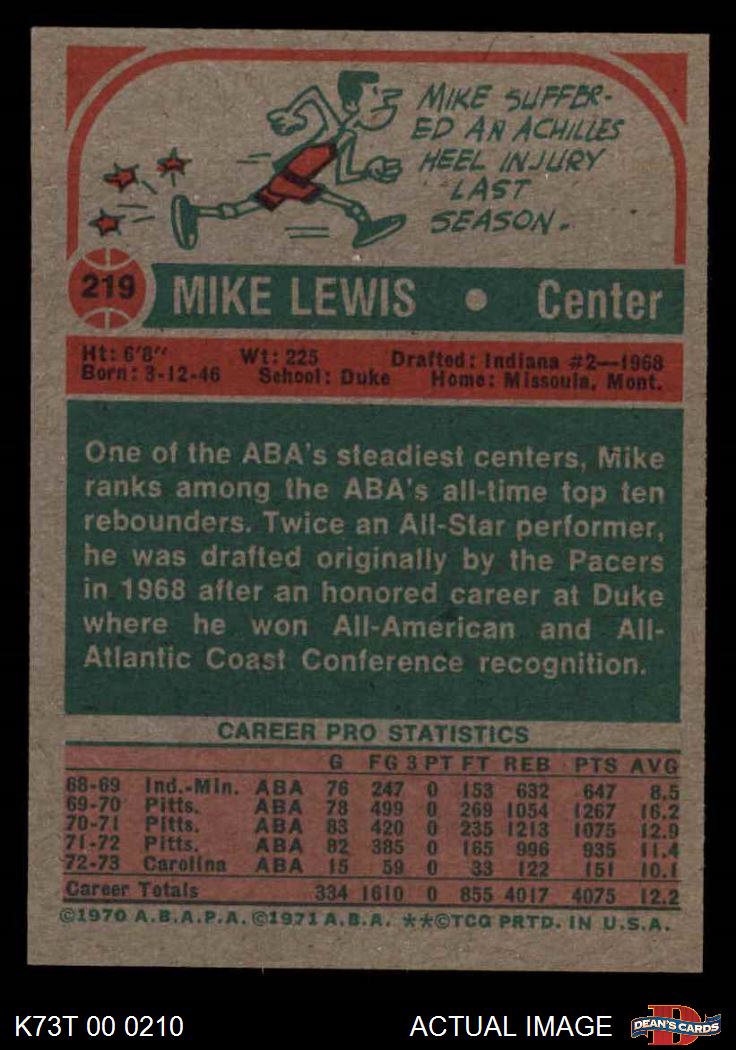 MIKE SUFFER-
ED AN ACHILLES
HEEL INJURY
LAST
SEASON.
219 MIKE LEWIS • Center
Ht: 6'8" Wt: 225 Drafted: Indiana #2—1968
Born: 3-12-46 School: Duke Home: Missoula, Mont.
One of the ABA's steadiest centers, Mike
ranks among the ABA's all-time top ten
rebounders. Twice an All-Star performer,
he was drafted originally by the Pacers
in 1968 after an honored career at Duke
where he won All-American and All-
Atlantic Coast Conference recognition.
CAREER PRO STATISTICS
G FG 3 PT FT REB PTS AVG
68-69 Ind.-Min. ABA 76 247 0 153 632 647 8.5
69-70 Pitts. ABA 78 499 0 269 1054 1267 16.2
70-71 Pitts. ABA 83 420 0 235 1213 1075 12.9
71-72 Pitts. ABA 82 385 0 165 996 935 11.4
72-73 Carolina ABA 15 59 0 33 122 151 10.1
Career Totals 334 1610 0 855 4017 4075 12.2
©1970 A.B.A.P.A. ©1971 A.B.A. **©TCG PRTD. IN U.S.A.
K73T 00 0210 ACTUAL IMAGE D DEAN'S CARDS